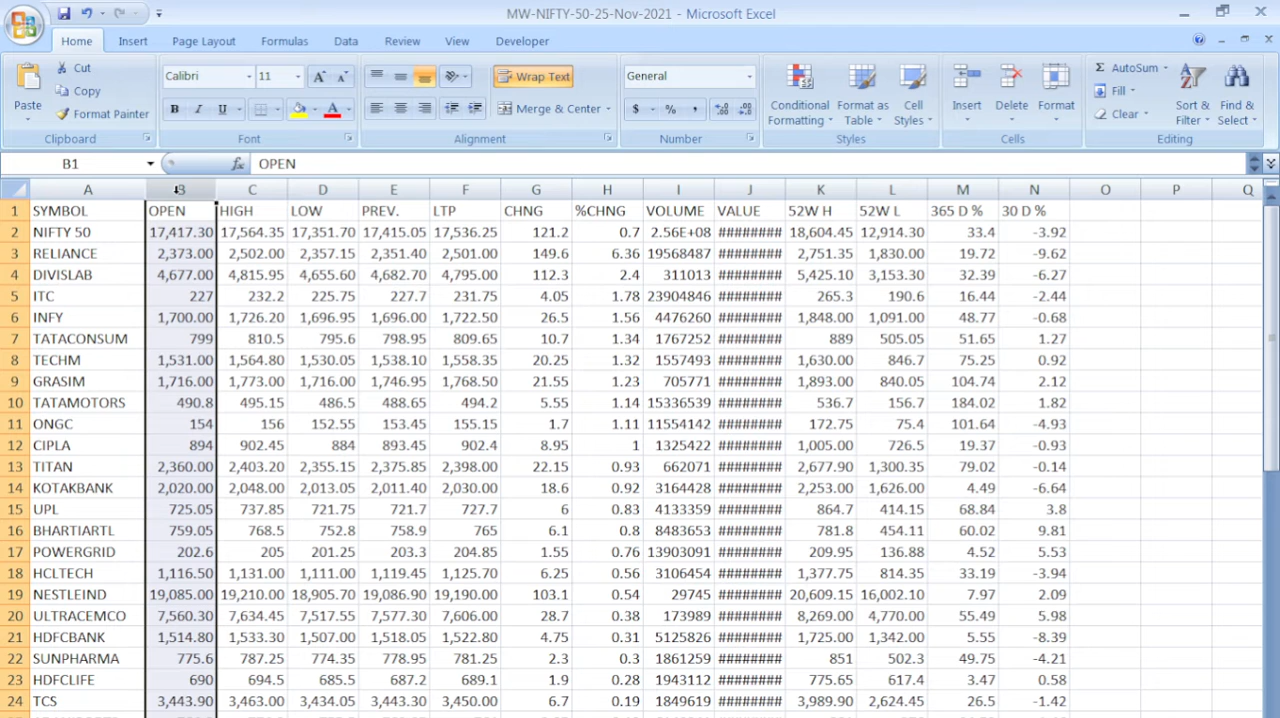 MW-NIFTY-50-25-Nov-2021 - Microsoft Excel
Home Insert Page Layout Formulas Data Review View Developer
Paste Cut Copy Format Painter Clipboard
Calibri 11 A A B I U A Font
Wrap Text Merge & Center Alignment
General $ % , Number
Conditional Formatting Format as Table Cell Styles Styles
Insert Delete Format Cells
Σ AutoSum Fill Clear Sort & Filter Find & Select Editing
B1 fx OPEN
A B C D E F G H I J K L M N O P Q
1 SYMBOL OPEN HIGH LOW PREV. LTP CHNG %CHNG VOLUME VALUE 52W H 52W L 365 D % 30 D %
2 NIFTY 50 17,417.30 17,564.35 17,351.70 17,415.05 17,536.25 121.2 0.7 2.56E+08 ######## 18,604.45 12,914.30 33.4 -3.92
3 RELIANCE 2,373.00 2,502.00 2,357.15 2,351.40 2,501.00 149.6 6.36 19568487 ######## 2,751.35 1,830.00 19.72 -9.62
4 DIVISLAB 4,677.00 4,815.95 4,655.60 4,682.70 4,795.00 112.3 2.4 311013 ######## 5,425.10 3,153.30 32.39 -6.27
5 ITC 227 232.2 225.75 227.7 231.75 4.05 1.78 23904846 ######## 265.3 190.6 16.44 -2.44
6 INFY 1,700.00 1,726.20 1,696.95 1,696.00 1,722.50 26.5 1.56 4476260 ######## 1,848.00 1,091.00 48.77 -0.68
7 TATACONSUM 799 810.5 795.6 798.95 809.65 10.7 1.34 1767252 ######## 889 505.05 51.65 1.27
8 TECHM 1,531.00 1,564.80 1,530.05 1,538.10 1,558.35 20.25 1.32 1557493 ######## 1,630.00 846.7 75.25 0.92
9 GRASIM 1,716.00 1,773.00 1,716.00 1,746.95 1,768.50 21.55 1.23 705771 ######## 1,893.00 840.05 104.74 2.12
10 TATAMOTORS 490.8 495.15 486.5 488.65 494.2 5.55 1.14 15336539 ######## 536.7 156.7 184.02 1.82
11 ONGC 154 156 152.55 153.45 155.15 1.7 1.11 11554142 ######## 172.75 75.4 101.64 -4.93
12 CIPLA 894 902.45 884 893.45 902.4 8.95 1 1325422 ######## 1,005.00 726.5 19.37 -0.93
13 TITAN 2,360.00 2,403.20 2,355.15 2,375.85 2,398.00 22.15 0.93 662071 ######## 2,677.90 1,300.35 79.02 -0.14
14 KOTAKBANK 2,020.00 2,048.00 2,013.05 2,011.40 2,030.00 18.6 0.92 3164428 ######## 2,253.00 1,626.00 4.49 -6.64
15 UPL 725.05 737.85 721.75 721.7 727.7 6 0.83 4133359 ######## 864.7 414.15 68.84 3.8
16 BHARTIARTL 759.05 768.5 752.8 758.9 765 6.1 0.8 8483653 ######## 781.8 454.11 60.02 9.81
17 POWERGRID 202.6 205 201.25 203.3 204.85 1.55 0.76 13903091 ######## 209.95 136.88 4.52 5.53
18 HCLTECH 1,116.50 1,131.00 1,111.00 1,119.45 1,125.70 6.25 0.56 3106454 ######## 1,377.75 814.35 33.19 -3.94
19 NESTLEIND 19,085.00 19,210.00 18,905.70 19,086.90 19,190.00 103.1 0.54 29745 ######## 20,609.15 16,002.10 7.97 2.09
20 ULTRACEMCO 7,560.30 7,634.45 7,517.55 7,577.30 7,606.00 28.7 0.38 173989 ######## 8,269.00 4,770.00 55.49 5.98
21 HDFCBANK 1,514.80 1,533.30 1,507.00 1,518.05 1,522.80 4.75 0.31 5125826 ######## 1,725.00 1,342.00 5.55 -8.39
22 SUNPHARMA 775.6 787.25 774.35 778.95 781.25 2.3 0.3 1861259 ######## 851 502.3 49.75 -4.21
23 HDFCLIFE 690 694.5 685.5 687.2 689.1 1.9 0.28 1943112 ######## 775.65 617.4 3.47 0.58
24 TCS 3,443.90 3,463.00 3,434.05 3,443.30 3,450.00 6.7 0.19 1849619 ######## 3,989.90 2,624.45 26.5 -1.42